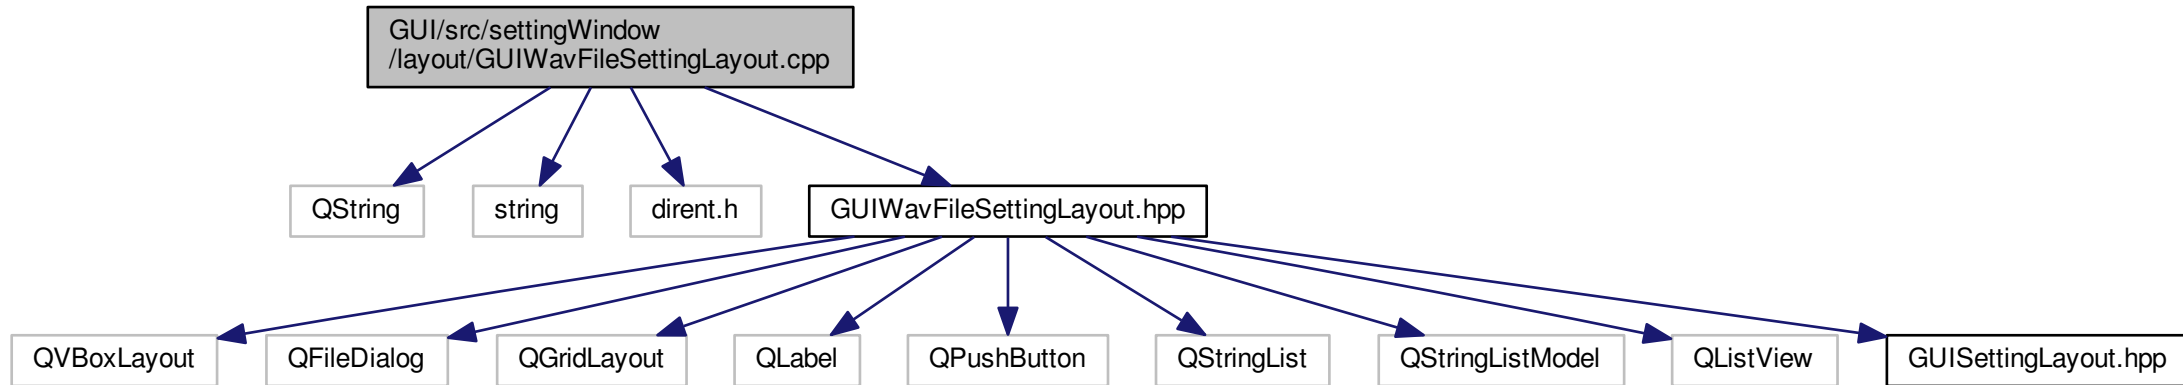 GUI/src/settingWindow
/layout/GUIWavFileSettingLayout.cpp
QString
string
dirent.h
GUIWavFileSettingLayout.hpp
QVBoxLayout
QFileDialog
QGridLayout
QLabel
QPushButton
QStringList
QStringListModel
QListView
GUISettingLayout.hpp